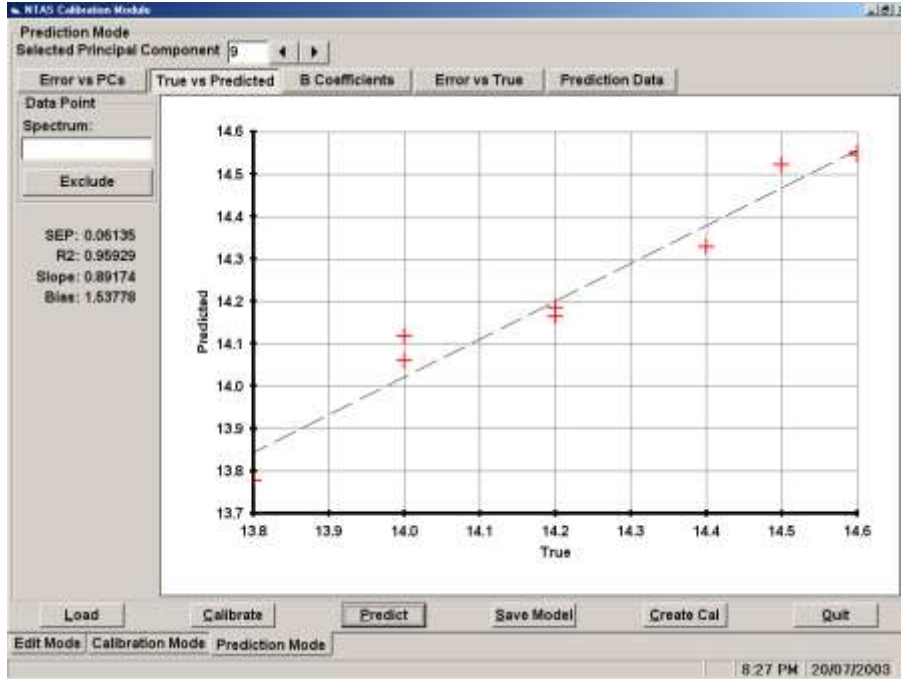 NTAS Calibration Module
Prediction Mode
Selected Principal Component 9
Error vs PCs True vs Predicted B Coefficients Error vs True Prediction Data
Data Point
Spectrum:
Exclude
SEP: 0.06135
R2: 0.95929
Slope: 0.89174
Bias: 1.53778
Predicted
14.6
14.5
14.4
14.3
14.2
14.1
14.0
13.9
13.8
13.7
13.8 13.9 14.0 14.1 14.2 14.3 14.4 14.5 14.6
True
Load Calibrate Predict Save Model Create Cal Quit
Edit Mode Calibration Mode Prediction Mode
8:27 PM 20/07/2003